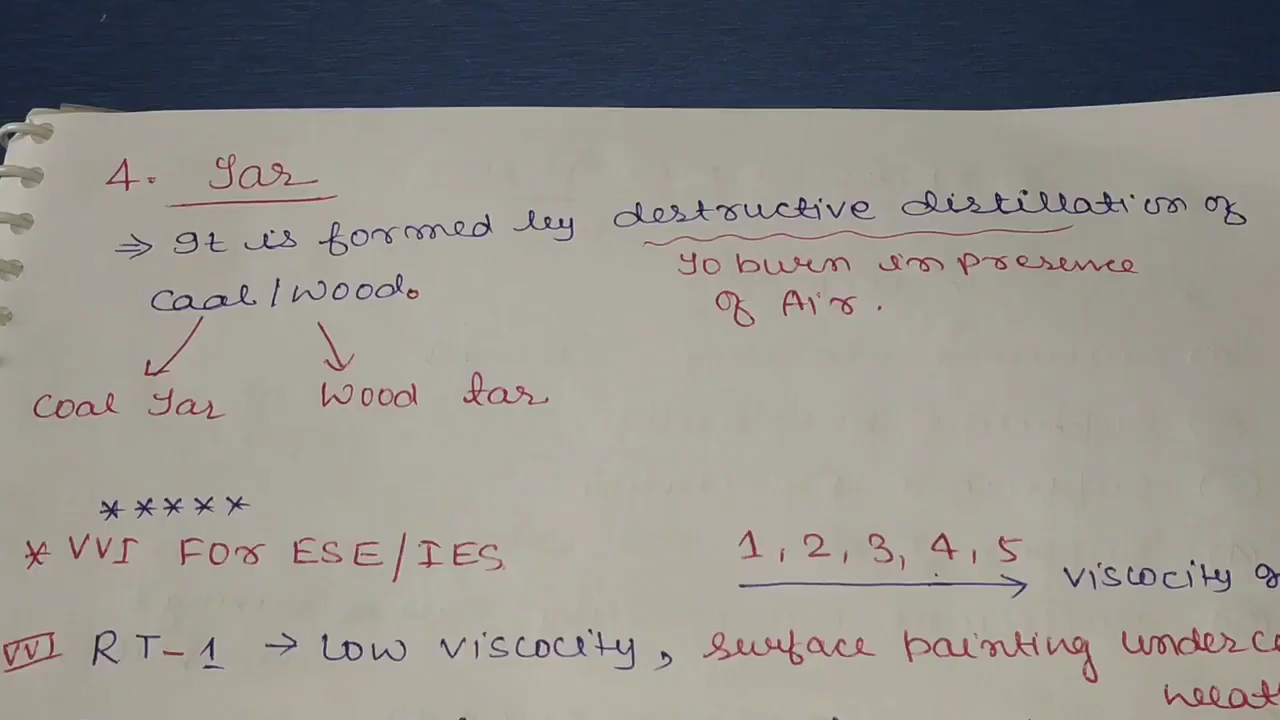 4. Tar
⇒ It is formed by destructive distillation of
To burn in presence
of Air.
Coal/Wood.
Coal Tar
Wood tar
*****
* VVI FOR ESE/IES
1, 2, 3, 4, 5
viscocity
VVI RT-1 → Low viscocity, surface painting under